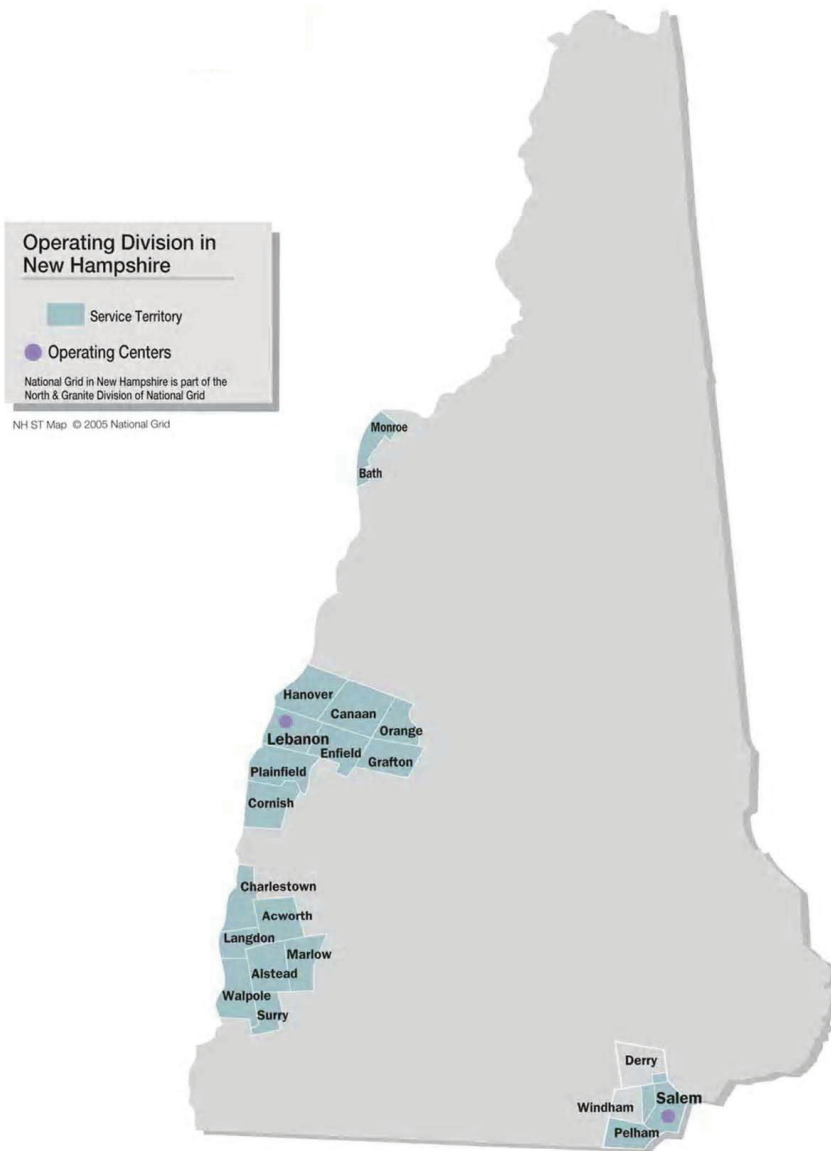 Operating Division in
New Hampshire
Service Territory
Operating Centers
National Grid in New Hampshire is part of the
North & Granite Division of National Grid
NH ST Map © 2005 National Grid
Monroe
Bath
Hanover
Canaan
Orange
Lebanon
Enfield
Grafton
Plainfield
Cornish
Charlestown
Acworth
Langdon
Marlow
Alstead
Walpole
Surry
Derry
Salem
Windham
Pelham